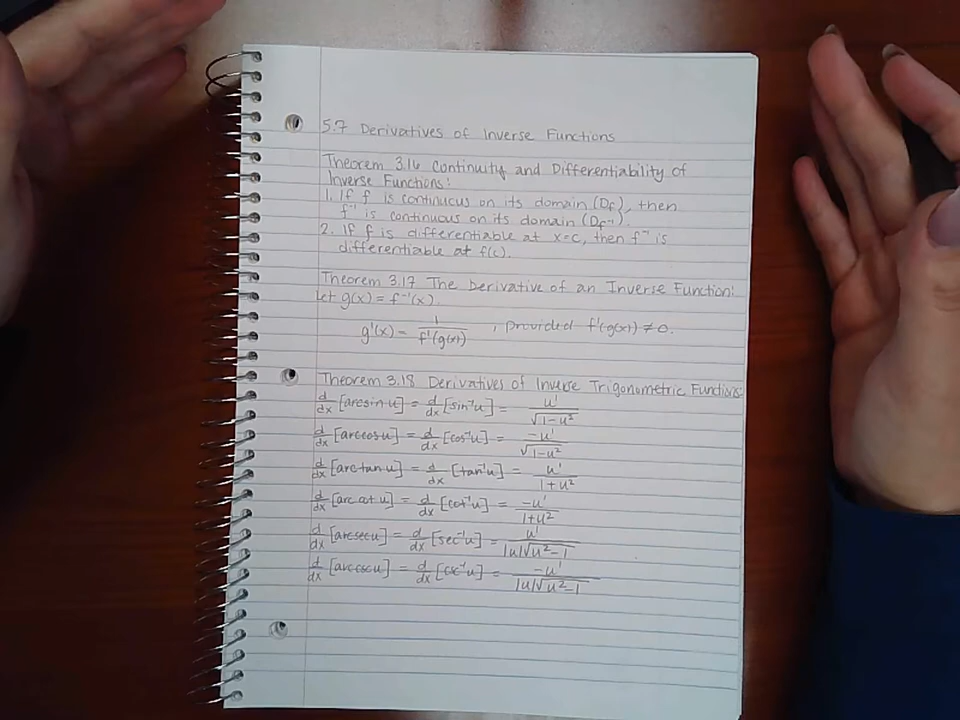 5.7 Derivatives of Inverse Functions
Theorem 3.16 Continuity and Differentiability of
Inverse Functions:
1. If f is continuous on its domain (Df), then
f⁻¹ is continuous on its domain (Df⁻¹).
2. If f is differentiable at x=c, then f⁻¹ is
differentiable at f(c).
Theorem 3.17 The Derivative of an Inverse Function:
Let g(x) = f⁻¹(x).
g'(x) = 1/f'(g(x)), provided f'(g(x)) ≠ 0.
Theorem 3.18 Derivatives of Inverse Trigonometric Functions:
d/dx [arcsin u] = d/dx [sin⁻¹u] = u'/√(1-u²)
d/dx [arccos u] = d/dx [cos⁻¹u] = -u'/√(1-u²)
d/dx [arctan u] = d/dx [tan⁻¹u] = u'/(1+u²)
d/dx [arccot u] = d/dx [cot⁻¹u] = -u'/(1+u²)
d/dx [arcsec u] = d/dx [sec⁻¹u] = u'/(|u|√(u²-1))
d/dx [arccsc u] = d/dx [csc⁻¹u] = -u'/(|u|√(u²-1))